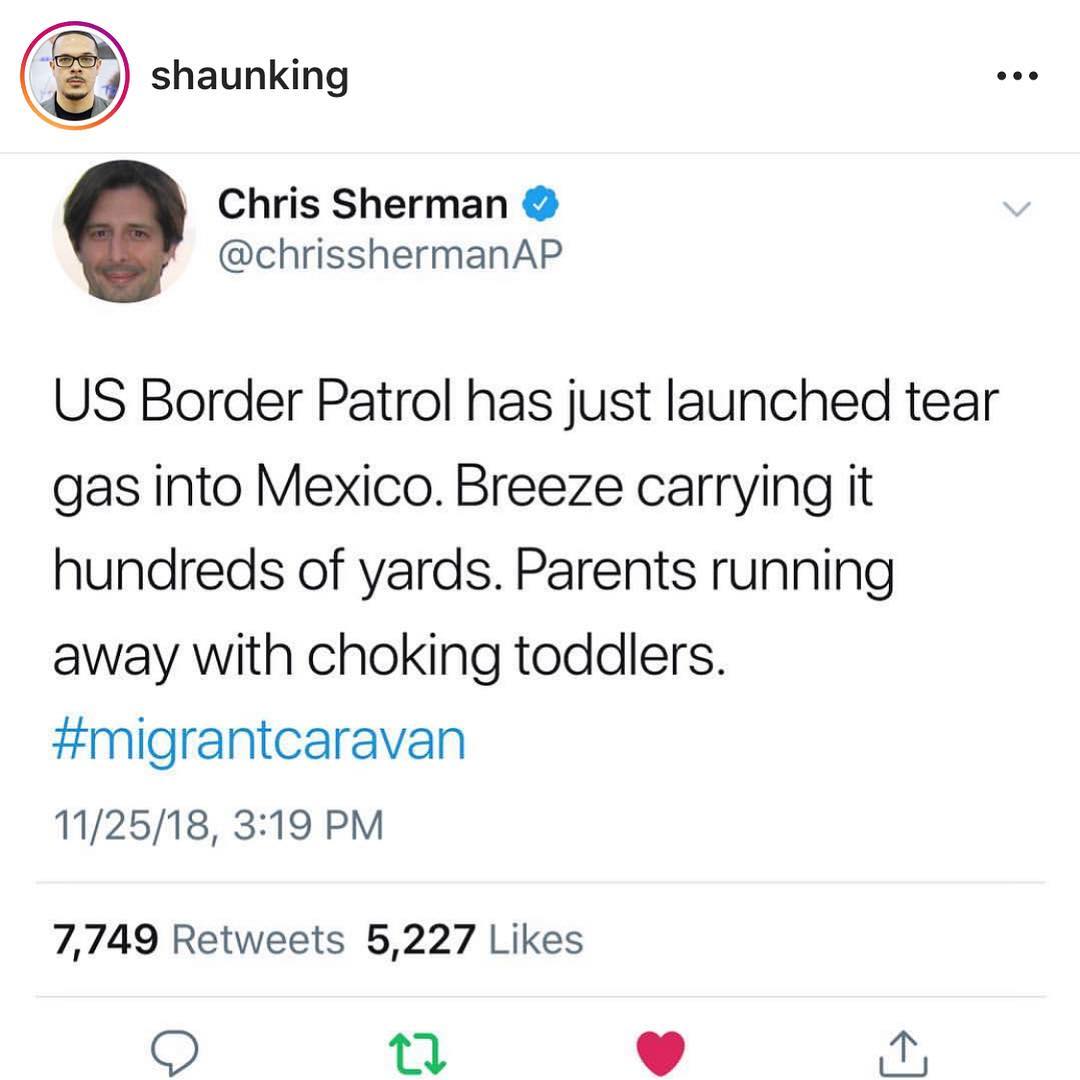 shaunking
Chris Sherman
@chrisshermanAP
US Border Patrol has just launched tear
gas into Mexico. Breeze carrying it
hundreds of yards. Parents running
away with choking toddlers.
#migrantcaravan
11/25/18, 3:19 PM
7,749 Retweets 5,227 Likes